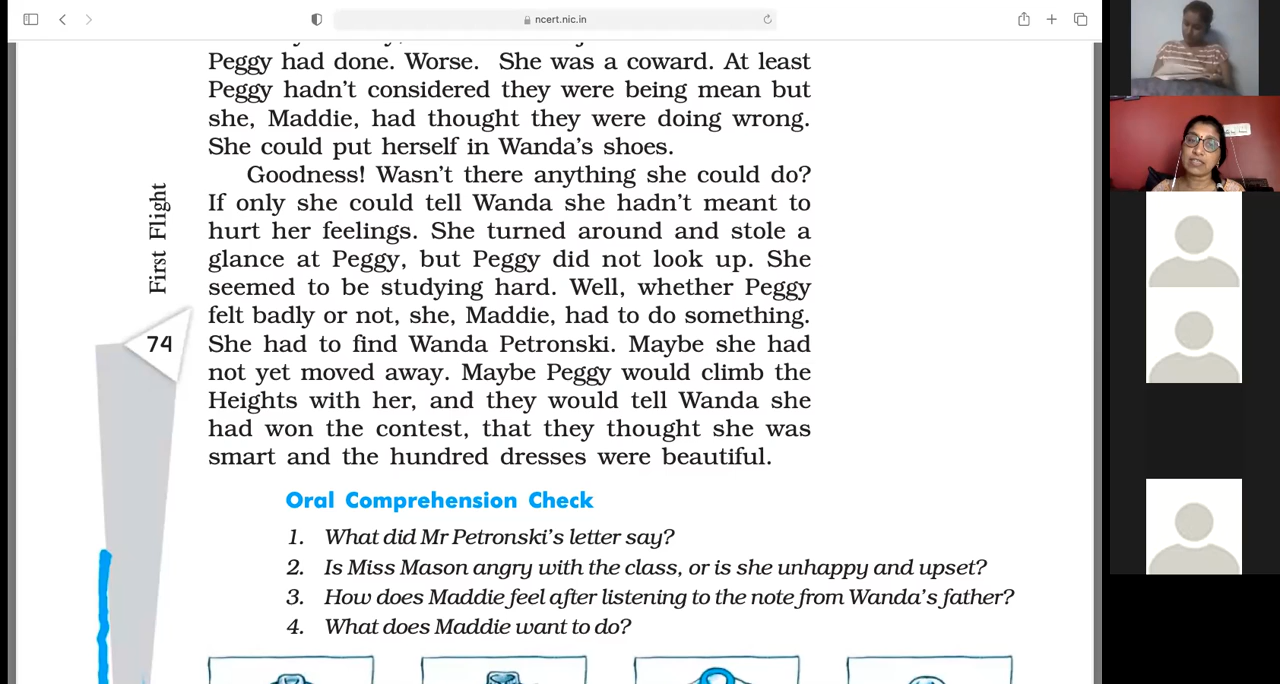 ncert.nic.in
Peggy had done. Worse. She was a coward. At least
Peggy hadn't considered they were being mean but
she, Maddie, had thought they were doing wrong.
She could put herself in Wanda's shoes.
Goodness! Wasn't there anything she could do?
If only she could tell Wanda she hadn't meant to
hurt her feelings. She turned around and stole a
glance at Peggy, but Peggy did not look up. She
seemed to be studying hard. Well, whether Peggy
felt badly or not, she, Maddie, had to do something.
She had to find Wanda Petronski. Maybe she had
not yet moved away. Maybe Peggy would climb the
Heights with her, and they would tell Wanda she
had won the contest, that they thought she was
smart and the hundred dresses were beautiful.
First Flight
74
Oral Comprehension Check
1. What did Mr Petronski's letter say?
2. Is Miss Mason angry with the class, or is she unhappy and upset?
3. How does Maddie feel after listening to the note from Wanda's father?
4. What does Maddie want to do?